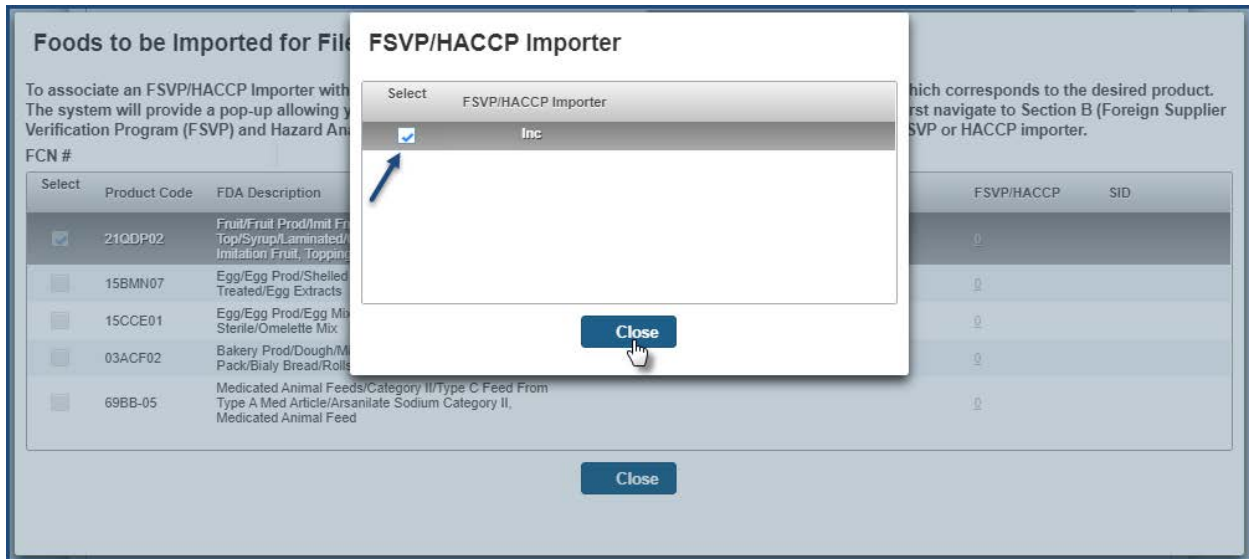 Foods to be Imported for File
FSVP/HACCP Importer
To associate an FSVP/HACCP Importer with
hich corresponds to the desired product.
The system will provide a pop-up allowing y
rst navigate to Section B (Foreign Supplier
Verification Program (FSVP) and Hazard Ana
SVP or HACCP importer.
Select FSVP/HACCP Importer
Inc
Close
FCN #
Select Product Code FDA Description FSVP/HACCP SID
21QDP02 Fruit/Fruit Prod/Imit Fr 0
Top/Syrup/Laminated/
Imitation Fruit, Topping
15BMN07 Egg/Egg Prod/Shelled 0
Treated/Egg Extracts
15CCE01 Egg/Egg Prod/Egg Mix 0
Sterile/Omelette Mix
03ACF02 Bakery Prod/Dough/M 0
Pack/Bialy Bread/Rolls
69BB-05 Medicated Animal Feeds/Category II/Type C Feed From 0
Type A Med Article/Arsanilate Sodium Category II,
Medicated Animal Feed
Close